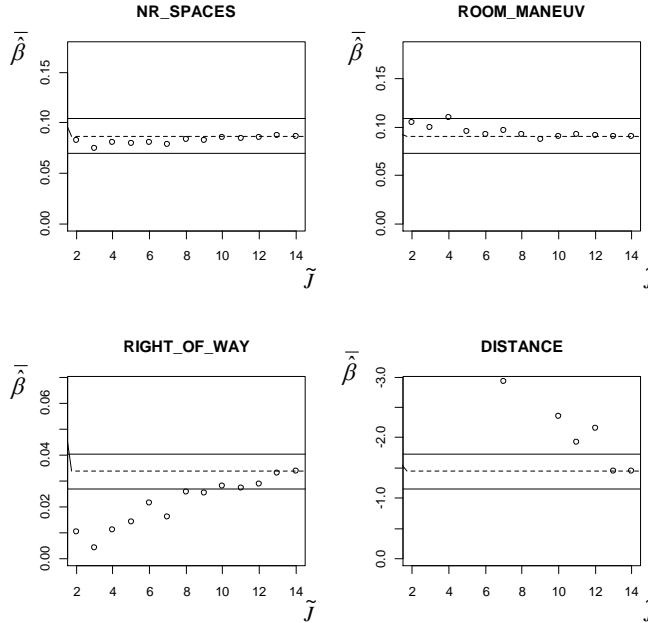 NR_SPACES
β̂
0.00 0.05 0.10 0.15
2 4 6 8 10 12 14
J̃
ROOM_MANEUV
β̂
0.00 0.05 0.10 0.15
2 4 6 8 10 12 14
J̃
RIGHT_OF_WAY
β̂
0.00 0.02 0.04 0.06
2 4 6 8 10 12 14
J̃
DISTANCE
β̂
0.0 -1.0 -2.0 -3.0
2 4 6 8 10 12 14
J̃